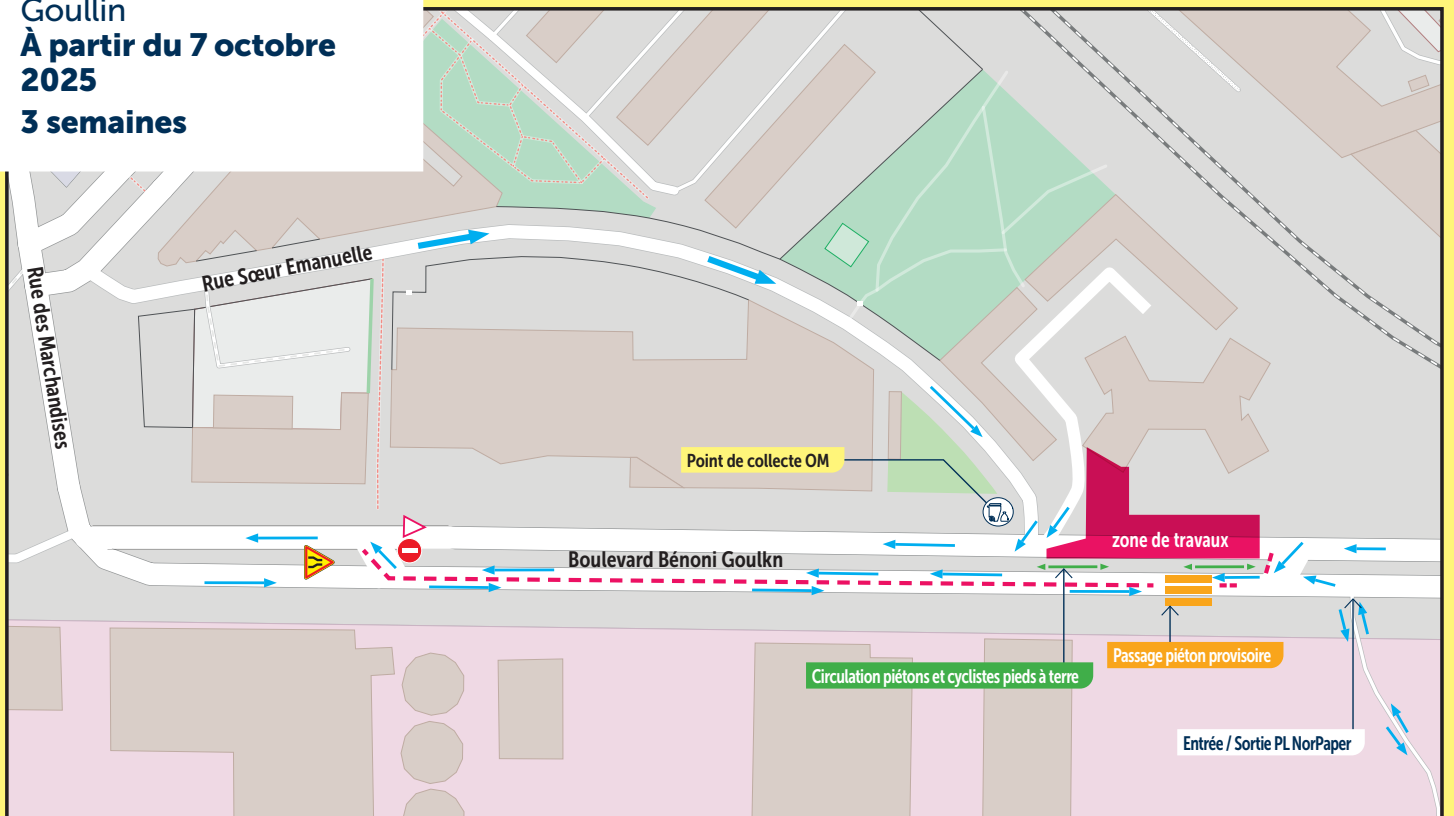 Goullin
À partir du 7 octobre
2025
3 semaines
Rue Sœur Emanuelle
Rue des Marchandises
Point de collecte OM
zone de travaux
Boulevard Bénoni Goulkn
Passage piéton provisoire
Circulation piétons et cyclistes pieds à terre
Entrée / Sortie PL NorPaper